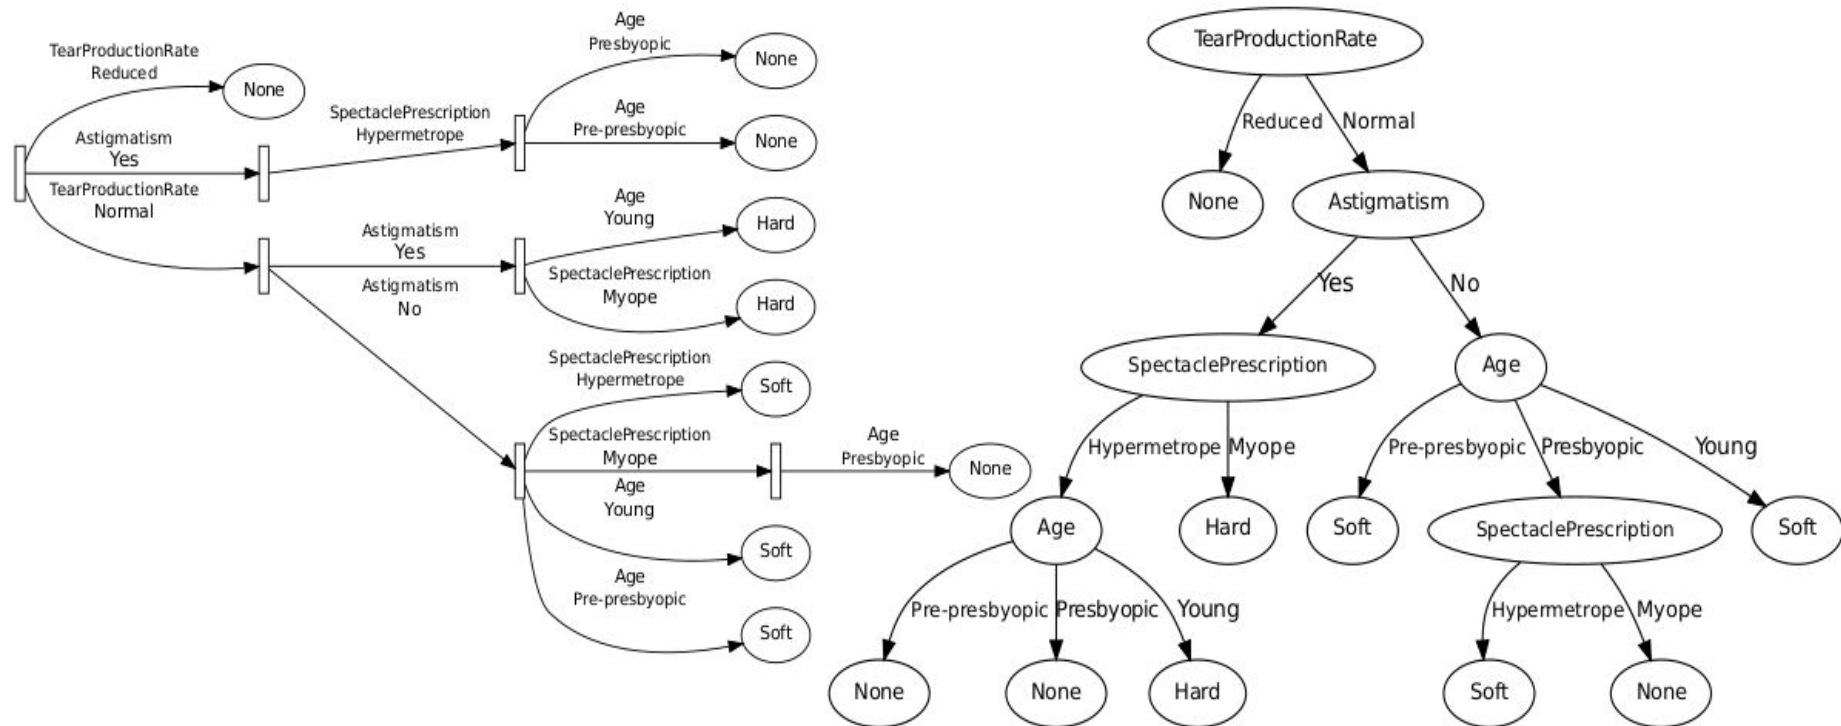 TearProductionRate
Reduced
None
Astigmatism
Yes
TearProductionRate
Normal
SpectaclePrescription
Hypermetrope
Age
Presbyopic
None
Age
Pre-presbyopic
None
Astigmatism
Yes
Astigmatism
No
Age
Young
Hard
SpectaclePrescription
Myope
Hard
SpectaclePrescription
Hypermetrope
Soft
SpectaclePrescription
Myope
Age
Presbyopic
None
Age
Young
Soft
Age
Pre-presbyopic
Soft
TearProductionRate
Reduced
Normal
None
Astigmatism
Yes
No
SpectaclePrescription
Age
Hypermetrope
Myope
Pre-presbyopic
Presbyopic
Young
Age
Hard
Soft
SpectaclePrescription
Soft
Pre-presbyopic
Presbyopic
Young
Hypermetrope
Myope
None
None
Hard
Soft
None